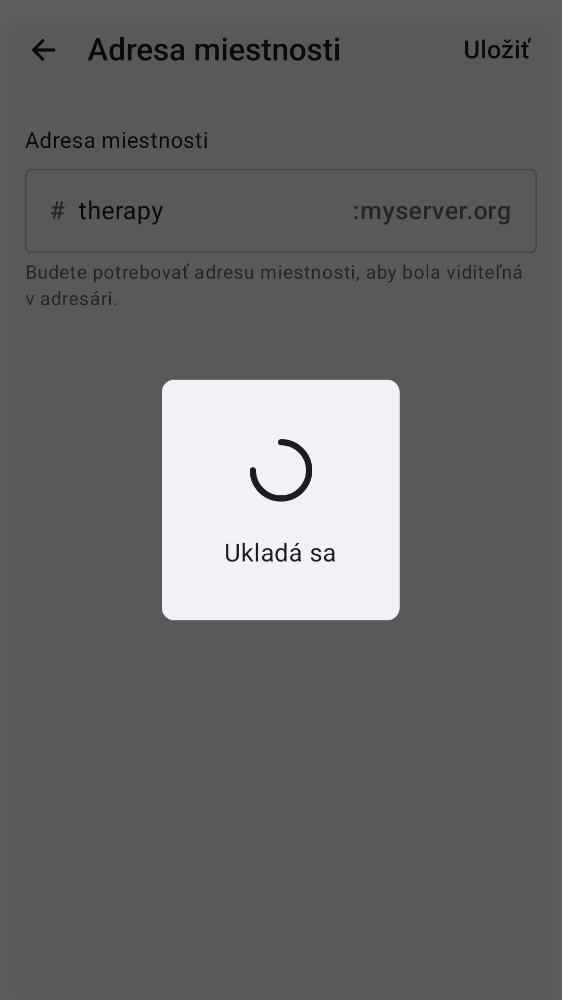 Adresa miestnosti
Uložiť
Adresa miestnosti
# therapy :myserver.org
Budete potrebovať adresu miestnosti, aby bola viditeľná
v adresári.
Ukladá sa